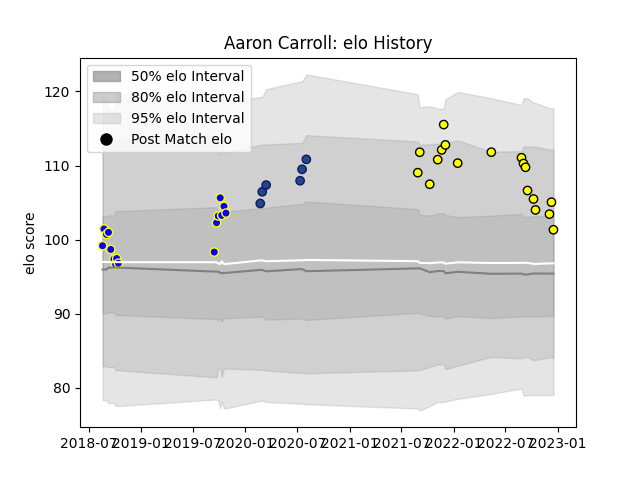 Aaron Carroll: elo History
50% elo Interval
80% elo Interval
95% elo Interval
Post Match elo
elo score
120
110
100
90
80
2018-07 2019-01 2019-07 2020-01 2020-07 2021-01 2021-07 2022-01 2022-07 2023-01